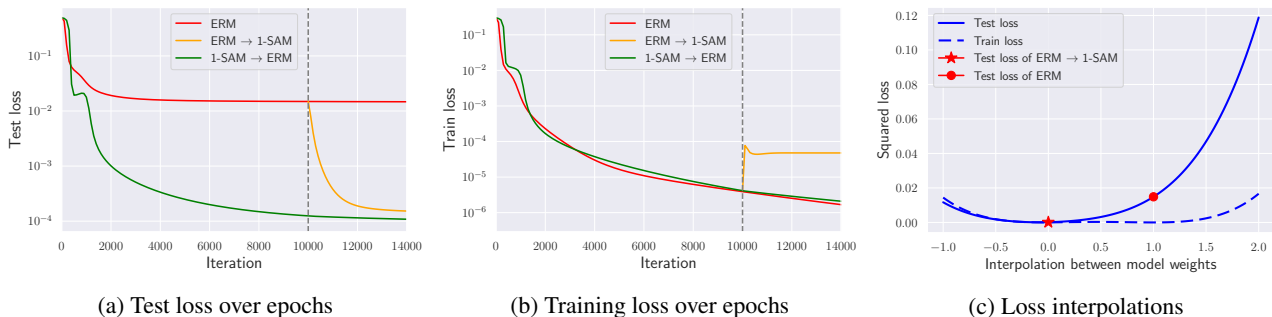 ERM
ERM → 1-SAM
1-SAM → ERM
10⁻¹
10⁻²
10⁻³
10⁻⁴
Test loss
0 2000 4000 6000 8000 10000 12000 14000
Iteration
(a) Test loss over epochs
ERM
ERM → 1-SAM
1-SAM → ERM
10⁻¹
10⁻²
10⁻³
10⁻⁴
10⁻⁵
10⁻⁶
Train loss
0 2000 4000 6000 8000 10000 12000 14000
Iteration
(b) Training loss over epochs
Test loss
Train loss
Test loss of ERM → 1-SAM
Test loss of ERM
0.12
0.10
0.08
0.06
0.04
0.02
0.00
Squared loss
−1.0 −0.5 0.0 0.5 1.0 1.5 2.0
Interpolation between model weights
(c) Loss interpolations